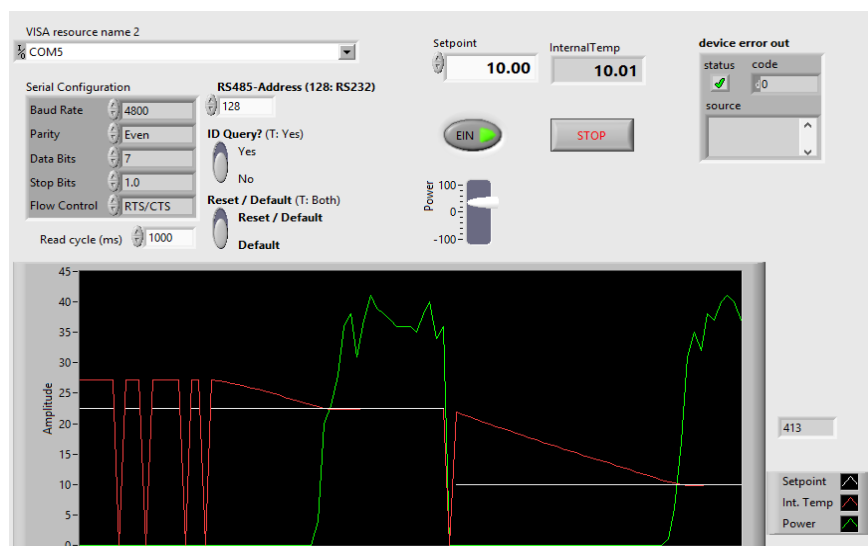 VISA resource name 2
COM5
Setpoint
10.00
InternalTemp
10.01
device error out
status
code
0
source
Serial Configuration
Baud Rate
4800
Parity
Even
Data Bits
7
Stop Bits
1.0
Flow Control
RTS/CTS
Read cycle (ms)
1000
RS485-Address (128: RS232)
128
ID Query? (T: Yes)
Yes
No
Reset / Default (T: Both)
Reset / Default
Default
EIN
STOP
Power
100
0
-100
45
40
35
30
25
20
15
10
5
0
Amplitude
413
Setpoint
Int. Temp
Power